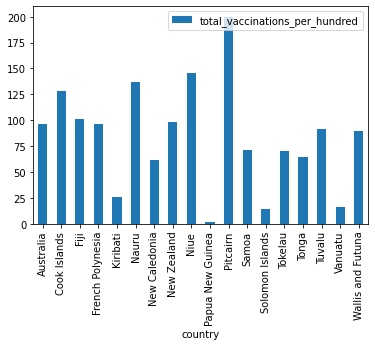 total_vaccinations_per_hundred
200
175
150
125
100
75
50
25
0
Australia
Cook Islands
Fiji
French Polynesia
Kiribati
Nauru
New Caledonia
New Zealand
Niue
Papua New Guinea
Pitcairn
Samoa
Solomon Islands
Tokelau
Tonga
Tuvalu
Vanuatu
Wallis and Futuna
country